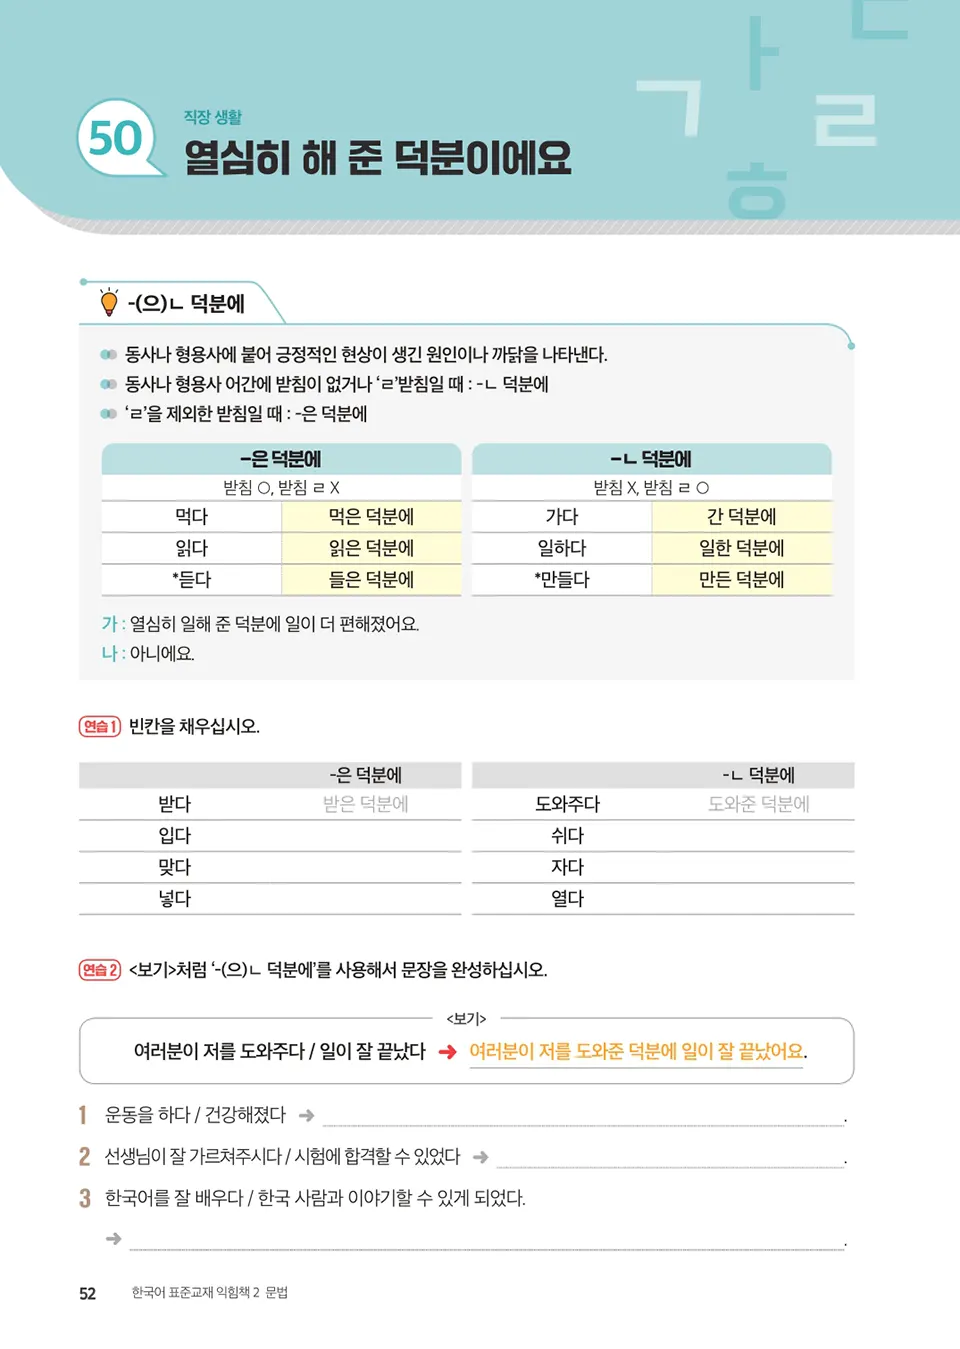 50
직장 생활
열심히 해 준 덕분이에요
ㅏ ㄷ
ㄱ ㄹ
ㅎ
-(으)ㄴ 덕분에
동사나 형용사에 붙어 긍정적인 현상이 생긴 원인이나 까닭을 나타낸다.
동사나 형용사 어간에 받침이 없거나 ‘ㄹ’받침일 때 : -ㄴ 덕분에
‘ㄹ’을 제외한 받침일 때 : -은 덕분에
-은 덕분에
받침 O, 받침 ㄹ X
먹다 먹은 덕분에
읽다 읽은 덕분에
*듣다 들은 덕분에
-ㄴ 덕분에
받침 X, 받침 ㄹ O
가다 간 덕분에
일하다 일한 덕분에
*만들다 만든 덕분에
가 : 열심히 일해 준 덕분에 일이 더 편해졌어요.
나 : 아니에요.
연습 1 빈칸을 채우십시오.
-은 덕분에
받다 받은 덕분에
입다
맞다
넣다
-ㄴ 덕분에
도와주다 도와준 덕분에
쉬다
자다
열다
연습 2 <보기>처럼 ‘-(으)ㄴ 덕분에’를 사용해서 문장을 완성하십시오.
<보기>
여러분이 저를 도와주다 / 일이 잘 끝났다 ➜ 여러분이 저를 도와준 덕분에 일이 잘 끝났어요.
1 운동을 하다 / 건강해졌다 ➜ .
2 선생님이 잘 가르쳐주시다 / 시험에 합격할 수 있었다 ➜ .
3 한국어를 잘 배우다 / 한국 사람과 이야기할 수 있게 되었다.
➜ .
52 한국어 표준교재 익힘책 2 문법